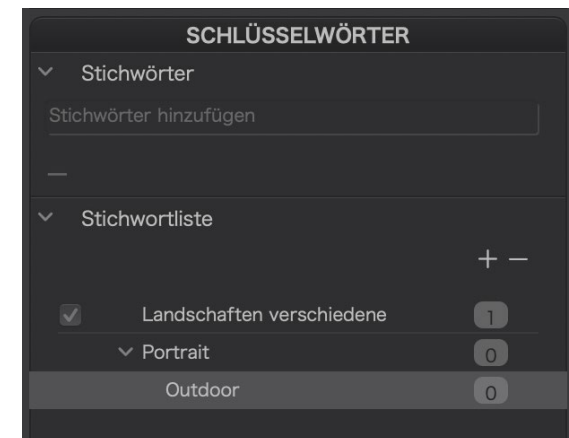 SCHLÜSSELWÖRTER
Stichwörter
Stichwörter hinzufügen
Stichwortliste
Landschaften verschiedene 1
Portrait 0
Outdoor 0